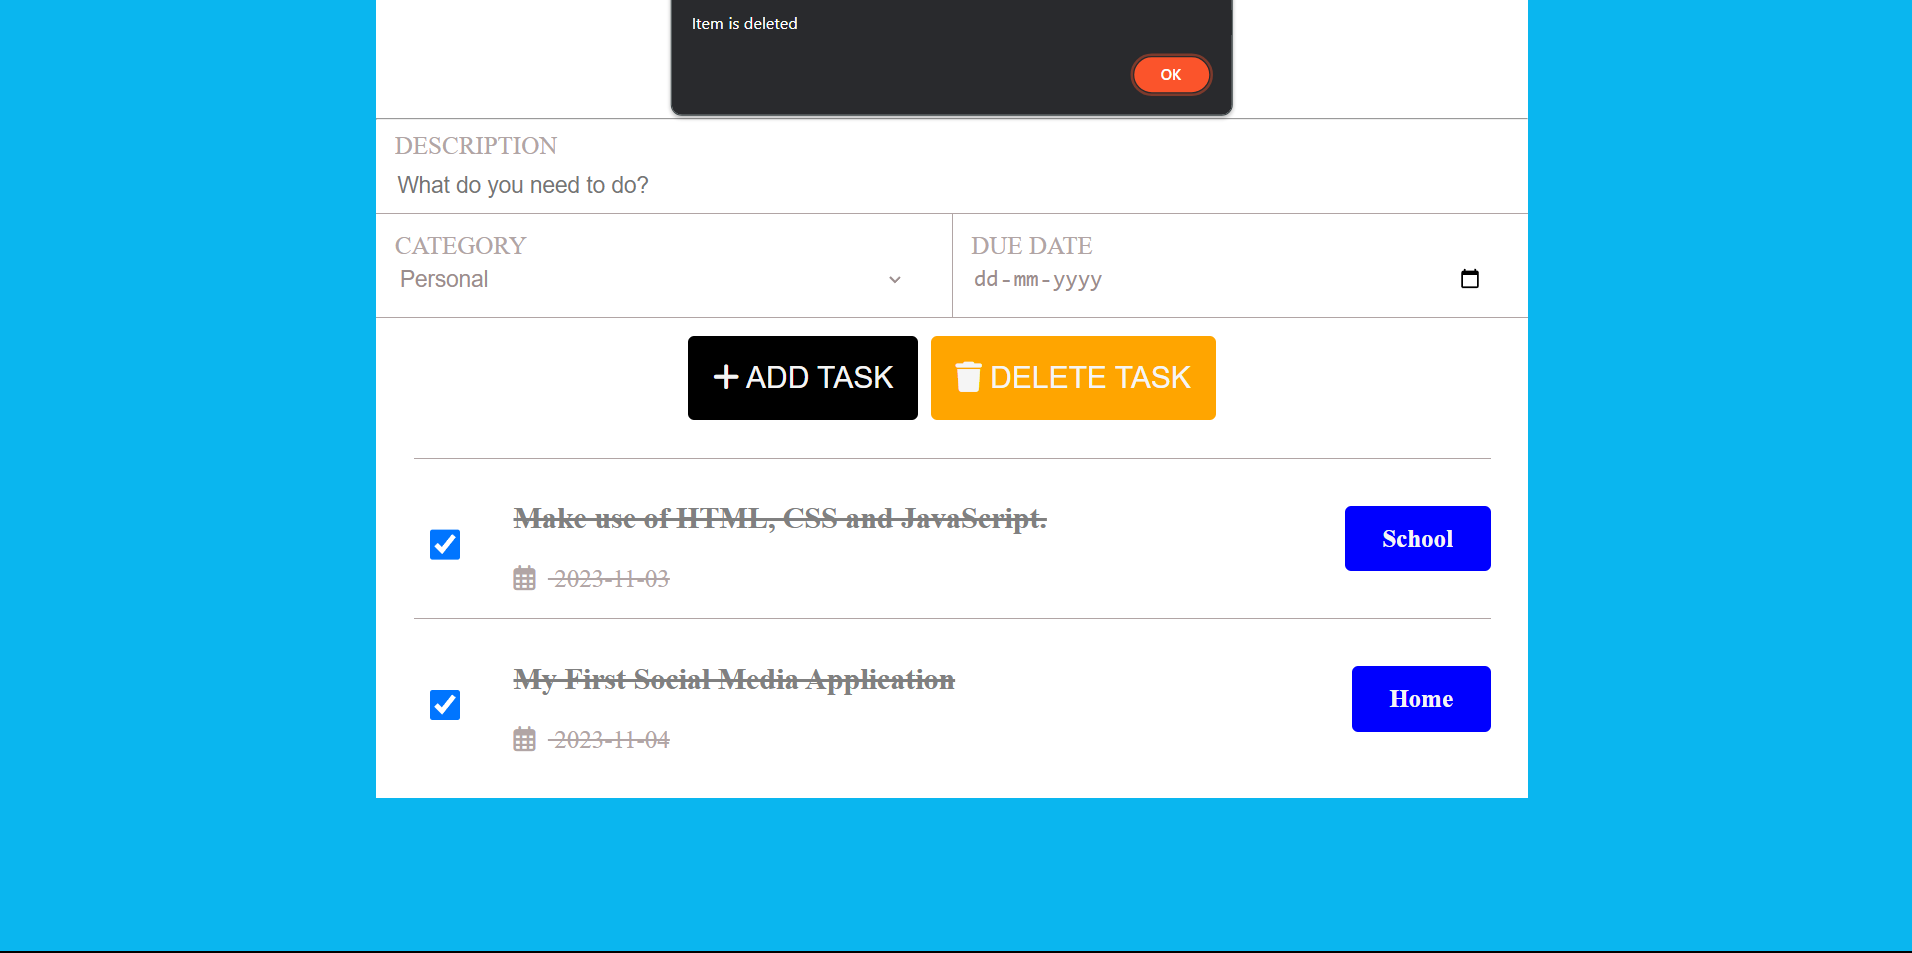 Item is deleted
OK
DESCRIPTION
What do you need to do?
CATEGORY
Personal
DUE DATE
dd-mm-yyyy
ADD TASK
DELETE TASK
Make use of HTML, CSS and JavaScript.
2023-11-03
School
My First Social Media Application
2023-11-04
Home